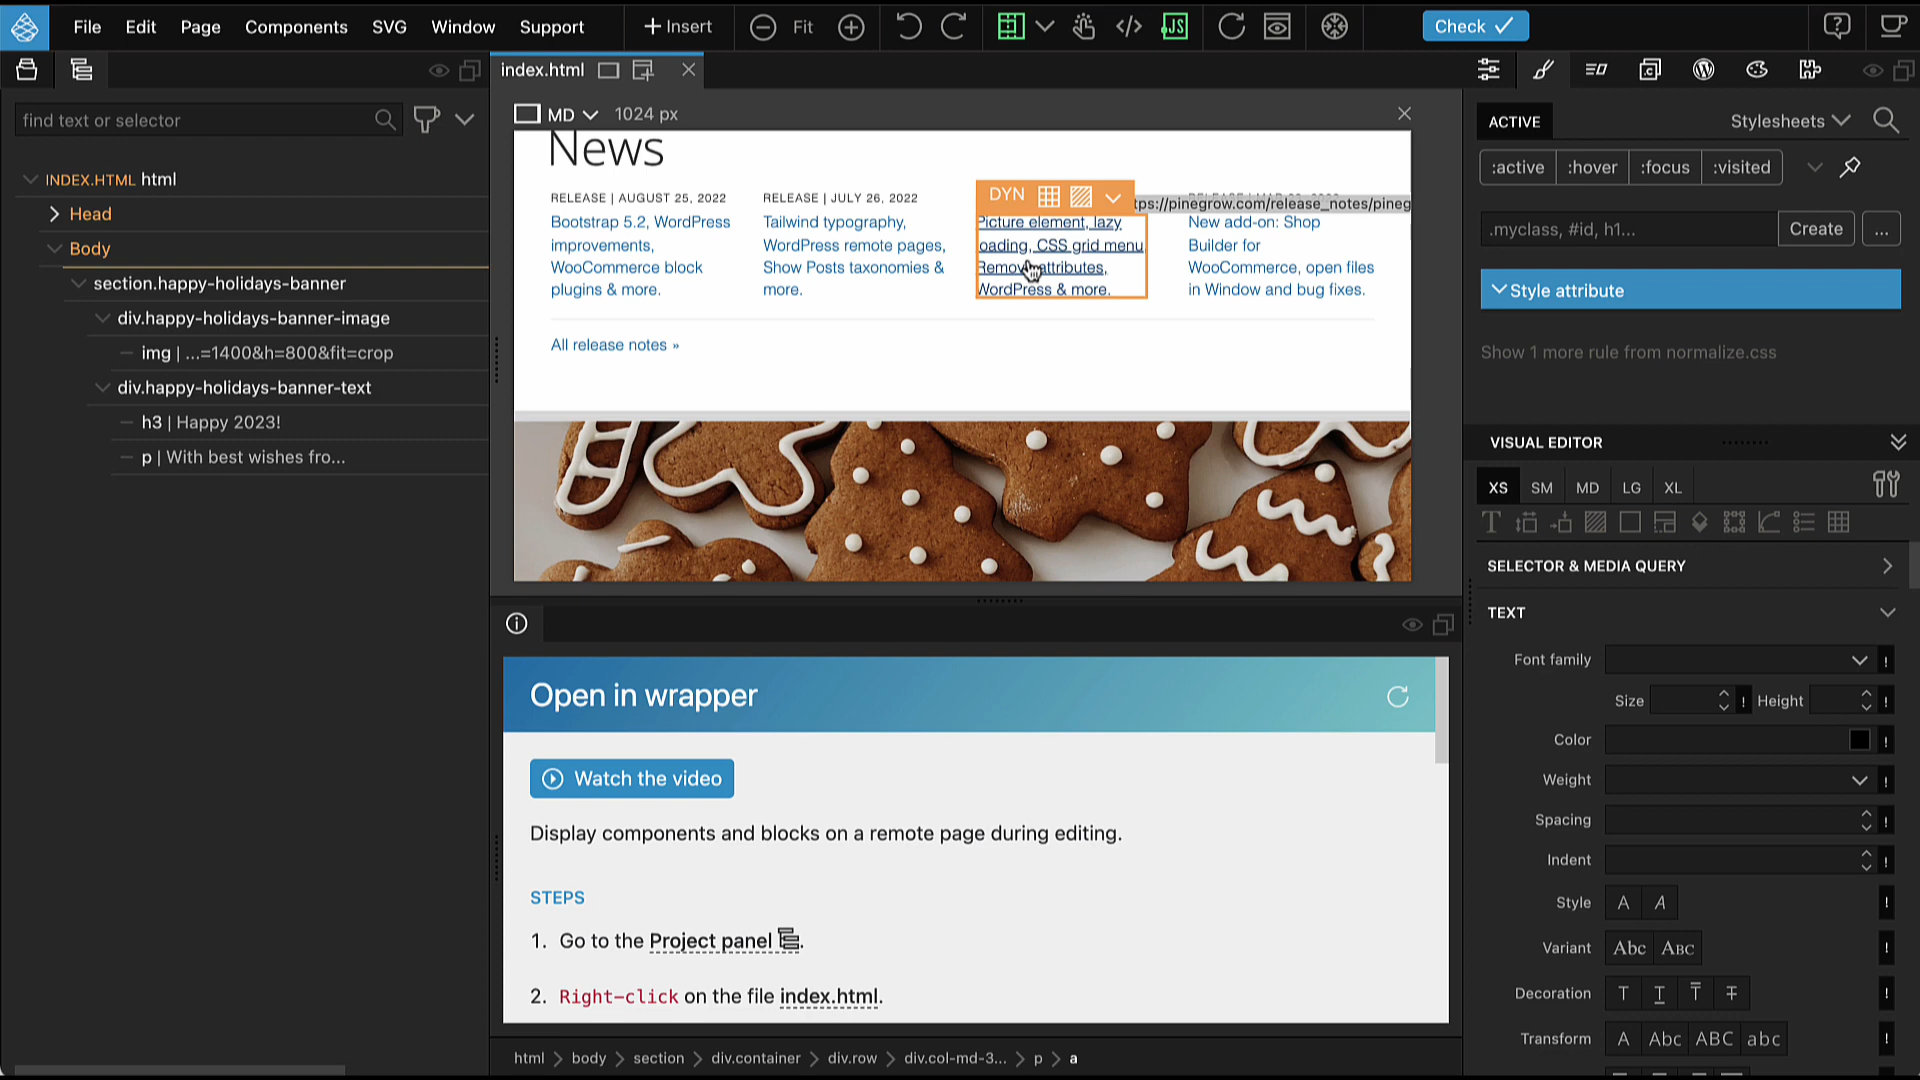 File Edit Page Components SVG Window Support Insert Fit JS Check
index.html
find text or selector
MD 1024 px
ACTIVE Stylesheets
:active :hover :focus :visited
.myclass, #id, h1... Create ...
Style attribute
Show 1 more rule from normalize.css
INDEX.HTML html
Head
Body
section.happy-holidays-banner
div.happy-holidays-banner-image
img | ...=1400&h=800&fit=crop
div.happy-holidays-banner-text
h3 | Happy 2023!
p | With best wishes fro...
News
RELEASE | AUGUST 25, 2022
Bootstrap 5.2, WordPress
improvements,
WooCommerce block
plugins & more.
RELEASE | JULY 26, 2022
Tailwind typography,
WordPress remote pages,
Show Posts taxonomies &
more.
DYN
tps://pinegrow.com/release_notes/pineg
Picture element, lazy
loading, CSS grid menu
attributes,
WordPress & more.
New add-on: Shop
Builder for
WooCommerce, open files
in Window and bug fixes.
All release notes »
Open in wrapper
Watch the video
Display components and blocks on a remote page during editing.
STEPS
1. Go to the Project panel.
2. Right-click on the file index.html.
html > body > section > div.container > div.row > div.col-md-3... > p > a
VISUAL EDITOR
XS SM MD LG XL
SELECTOR & MEDIA QUERY
TEXT
Font family !
Size ! Height !
Color !
Weight !
Spacing !
Indent !
Style A A !
Variant Abc ABC !
Decoration T T T T !
Transform A Abc ABC abc !